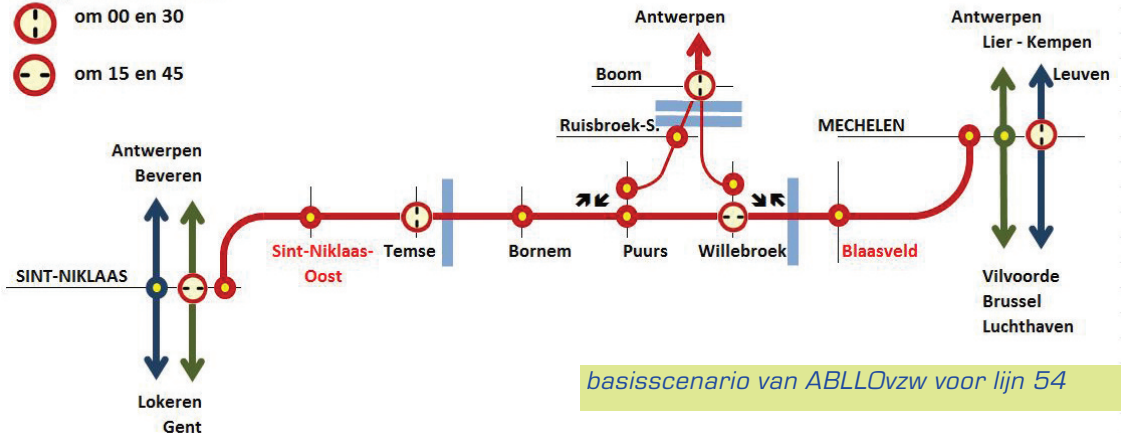 om 00 en 30
om 15 en 45
Antwerpen
Boom
Ruisbroek-S.
Antwerpen
Lier - Kempen
Leuven
MECHELEN
Antwerpen
Beveren
SINT-NIKLAAS
Sint-Niklaas-
Oost
Temse
Bornem
Puurs
Willebroek
Blaasveld
Vilvoorde
Brussel
Luchthaven
Lokeren
Gent
basisscenario van ABLLOvzw voor lijn 54